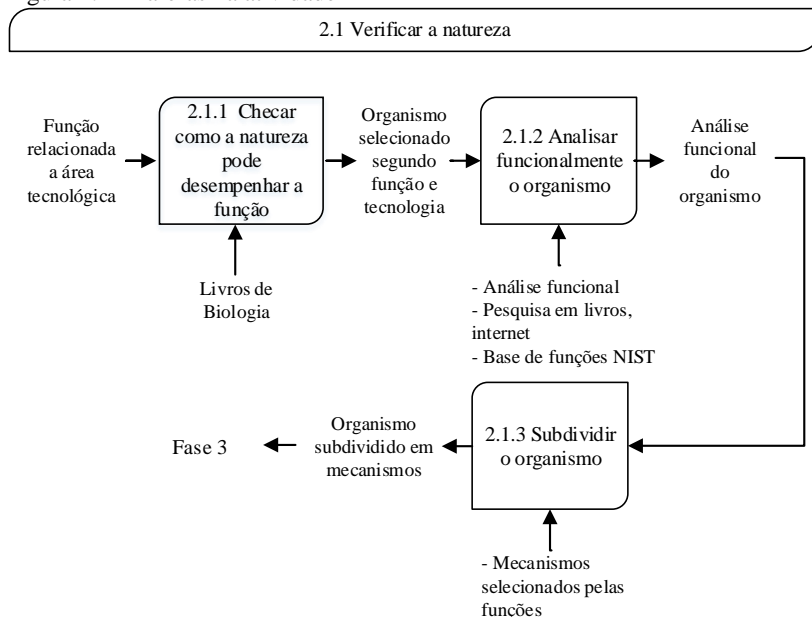 2.1 Verificar a natureza
Função
relacionada
a área
tecnológica
2.1.1 Checar
como a natureza
pode
desempenhar a
função
Livros de
Biologia
Organismo
selecionado
segundo
função e
tecnologia
2.1.2 Analisar
funcionalmente
o organismo
- Análise funcional
- Pesquisa em livros,
internet
- Base de funções NIST
Análise
funcional
do
organismo
2.1.3 Subdividir
o organismo
- Mecanismos
selecionados pelas
funções
Organismo
subdividido em
mecanismos
Fase 3